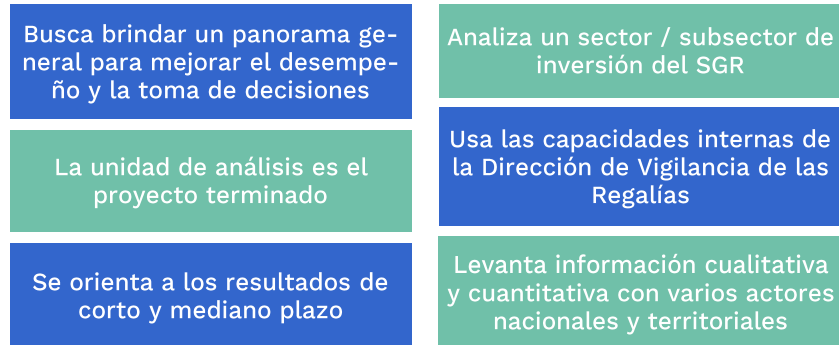 Busca brindar un panorama ge-
neral para mejorar el desempe-
ño y la toma de decisiones
La unidad de análisis es el
proyecto terminado
Se orienta a los resultados de
corto y mediano plazo
Analiza un sector / subsector de
inversión del SGR
Usa las capacidades internas de
la Dirección de Vigilancia de las
Regalías
Levanta información cualitativa
y cuantitativa con varios actores
nacionales y territoriales